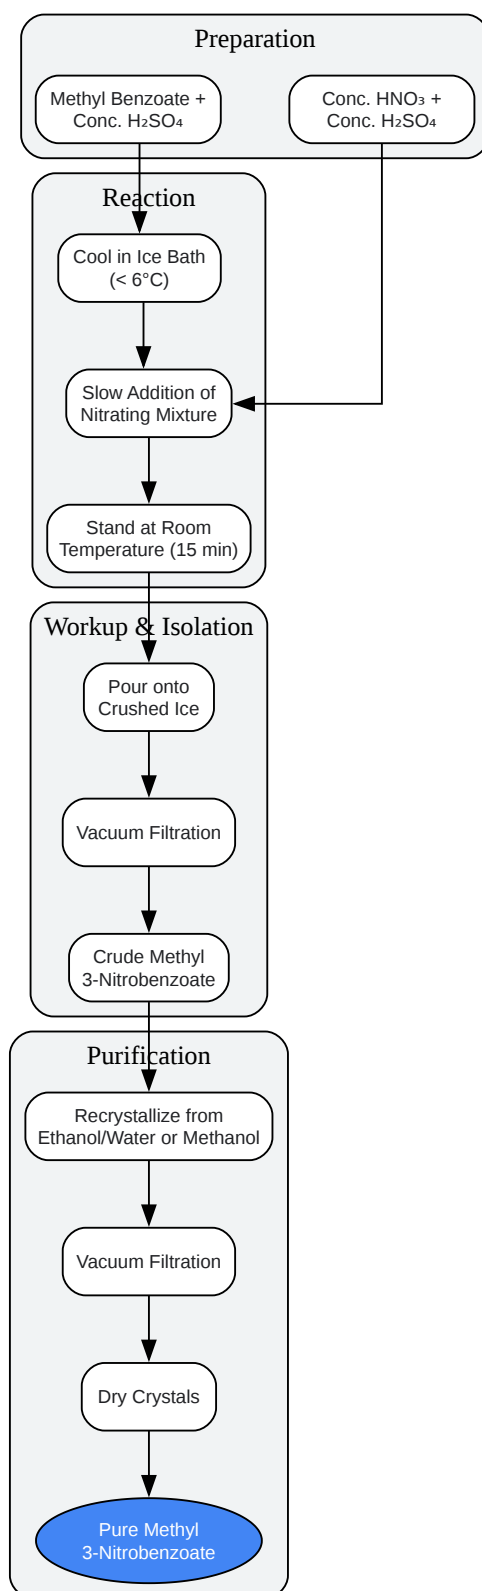 Preparation
Methyl Benzoate +
Conc. H₂SO₄
Conc. HNO₃ +
Conc. H₂SO₄
Reaction
Cool in Ice Bath
(< 6°C)
Slow Addition of
Nitrating Mixture
Stand at Room
Temperature (15 min)
Workup & Isolation
Pour onto
Crushed Ice
Vacuum Filtration
Crude Methyl
3-Nitrobenzoate
Purification
Recrystallize from
Ethanol/Water or Methanol
Vacuum Filtration
Dry Crystals
Pure Methyl
3-Nitrobenzoate